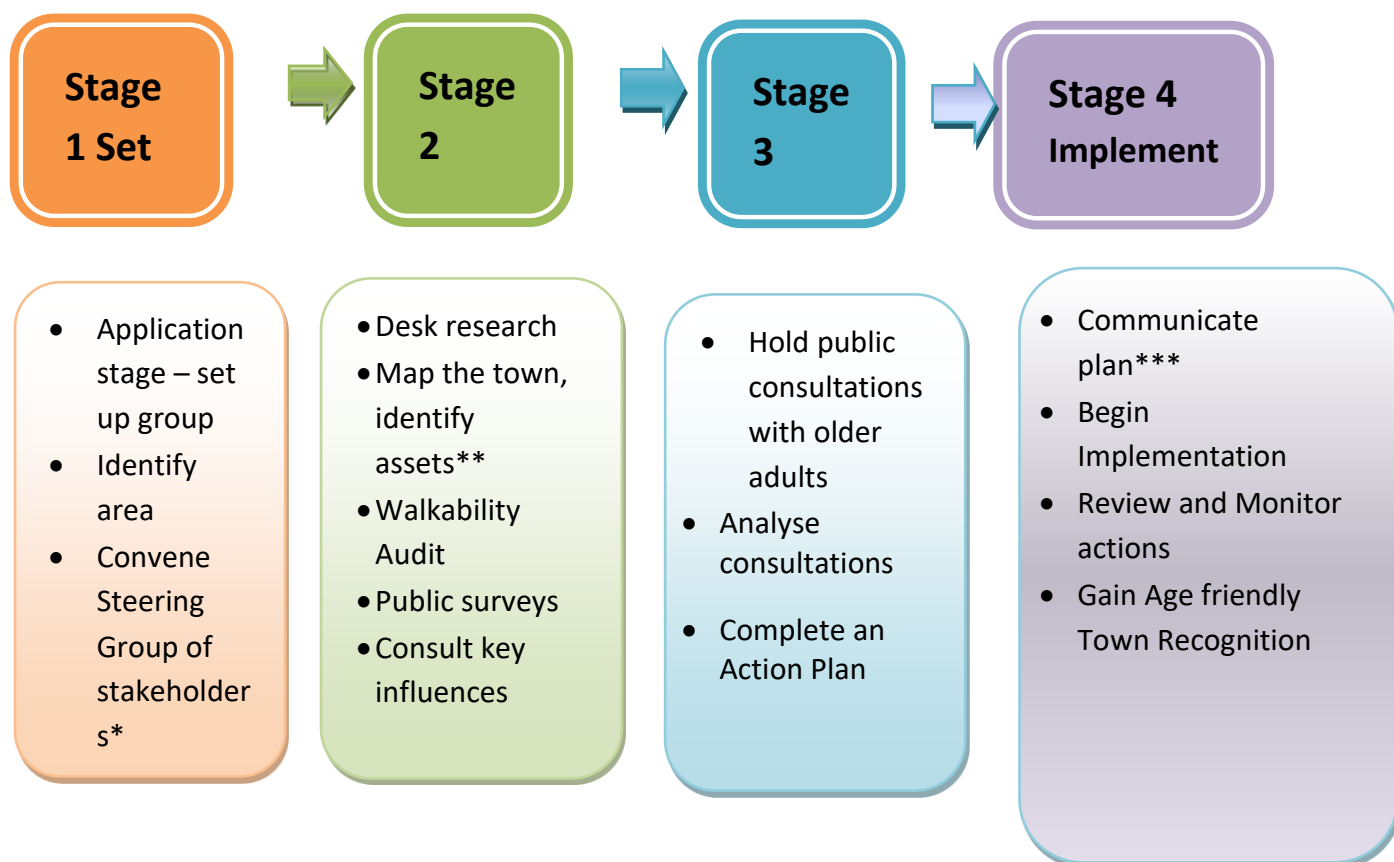 Stage
1 Set
Stage
2
Stage
3
Stage 4
Implement
• Application
stage – set
up group
• Identify
area
• Convene
Steering
Group of
stakeholder
s*
• Desk research
• Map the town,
identify
assets**
• Walkability
Audit
• Public surveys
• Consult key
influences
• Hold public
consultations
with older
adults
• Analyse
consultations
• Complete an
Action Plan
• Communicate
plan***
• Begin
Implementation
• Review and Monitor
actions
• Gain Age friendly
Town Recognition